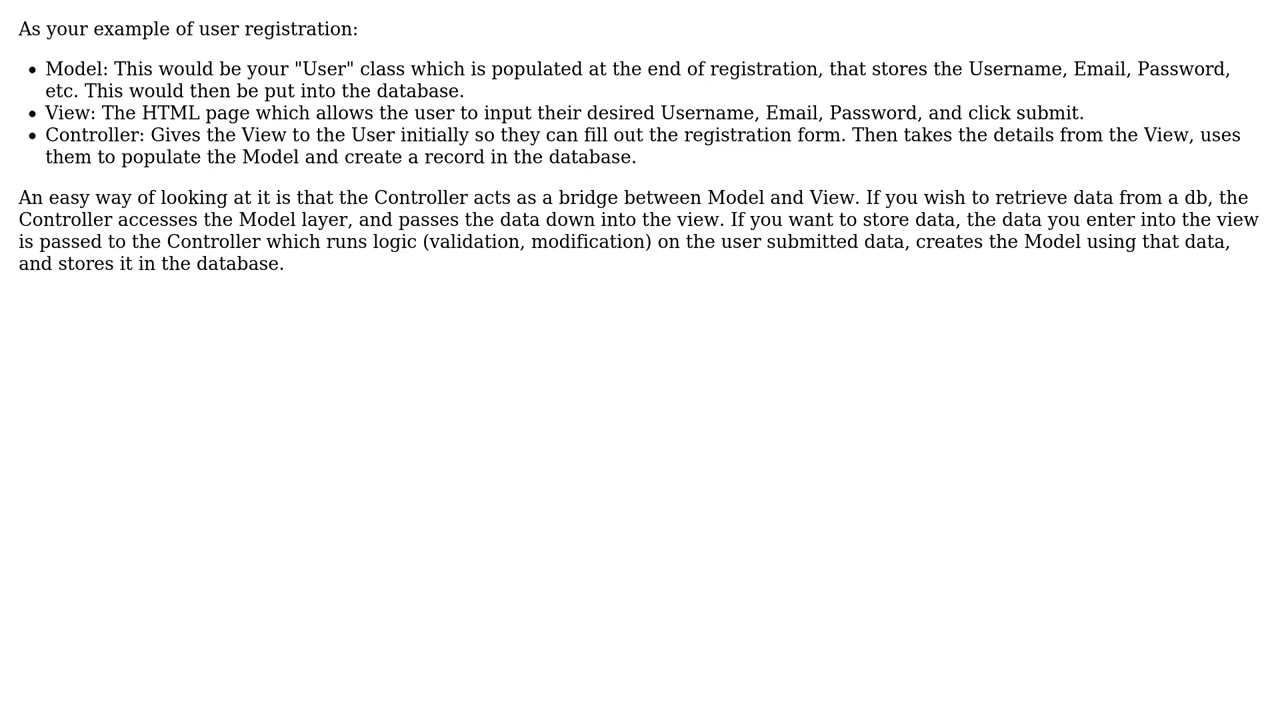 As your example of user registration:
• Model: This would be your "User" class which is populated at the end of registration, that stores the Username, Email, Password,
etc. This would then be put into the database.
• View: The HTML page which allows the user to input their desired Username, Email, Password, and click submit.
• Controller: Gives the View to the User initially so they can fill out the registration form. Then takes the details from the View, uses
them to populate the Model and create a record in the database.
An easy way of looking at it is that the Controller acts as a bridge between Model and View. If you wish to retrieve data from a db, the
Controller accesses the Model layer, and passes the data down into the view. If you want to store data, the data you enter into the view
is passed to the Controller which runs logic (validation, modification) on the user submitted data, creates the Model using that data,
and stores it in the database.